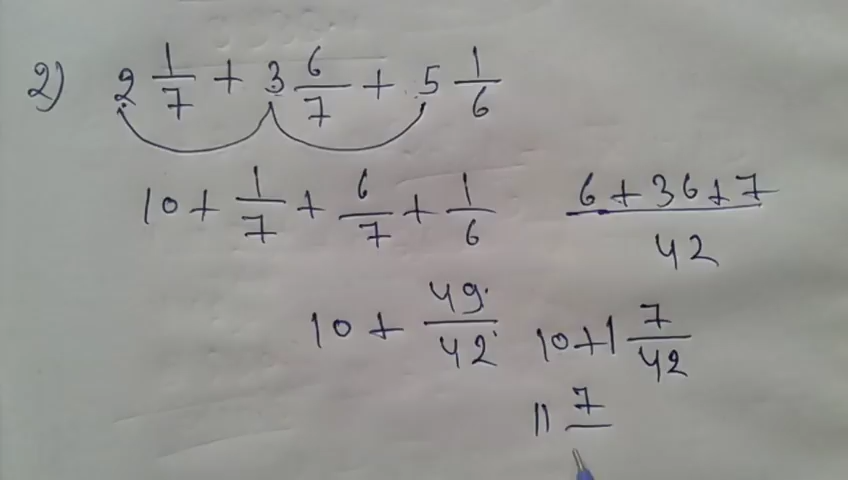 2) 2 1/7 + 3 6/7 + 5 1/6
10 + 1/7 + 6/7 + 1/6
6 + 36 + 7 / 42
10 + 49/42
10 + 1 7/42
11 7/